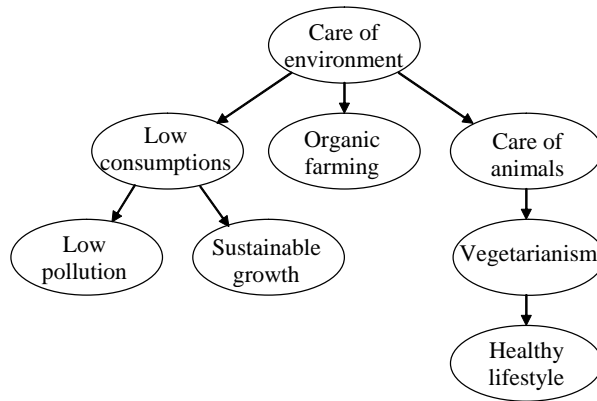 Care of
environment
Low
consumptions
Organic
farming
Care of
animals
Low
pollution
Sustainable
growth
Vegetarianism
Healthy
lifestyle